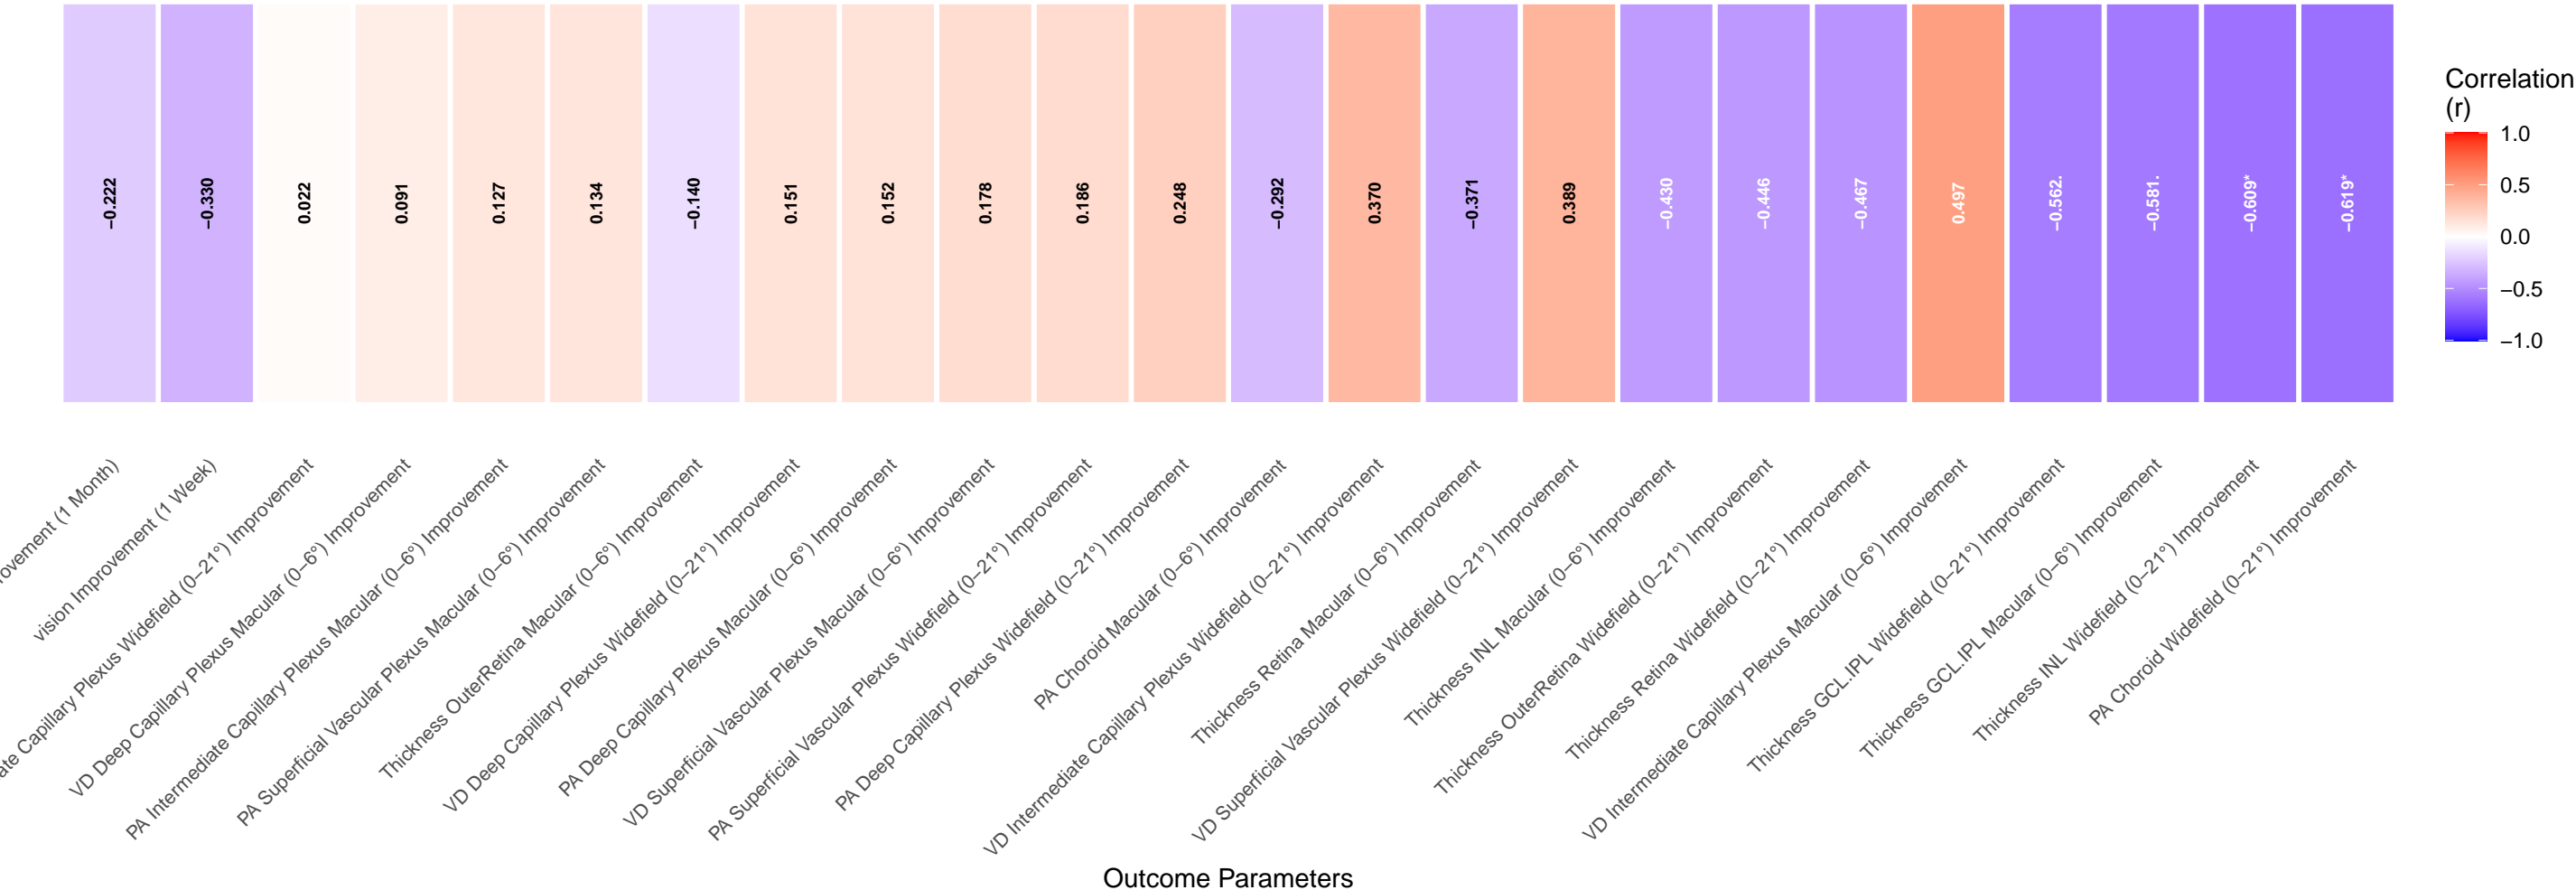 −0.222
−0.330
0.022
0.091
0.127
0.134
−0.140
0.151
0.152
0.178
0.186
0.248
−0.292
0.370
−0.371
0.389
−0.430
−0.446
−0.467
0.497
−0.562.
−0.581.
−0.609*
−0.619*
Correlation
(r)
1.0
0.5
0.0
−0.5
−1.0
(1 Month)
vision Improvement (1 Week)
Capillary Plexus Widefield (0−21°) Improvement
VD Deep Capillary Plexus Macular (0−6°) Improvement
PA Intermediate Capillary Plexus Macular (0−6°) Improvement
PA Superficial Vascular Plexus Macular (0−6°) Improvement
Thickness OuterRetina Macular (0−6°) Improvement
VD Deep Capillary Plexus Widefield (0−21°) Improvement
PA Deep Capillary Plexus Macular (0−6°) Improvement
VD Superficial Vascular Plexus Macular (0−6°) Improvement
PA Superficial Vascular Plexus Widefield (0−21°) Improvement
PA Deep Capillary Plexus Widefield (0−21°) Improvement
PA Choroid Macular (0−6°) Improvement
VD Intermediate Capillary Plexus Widefield (0−21°) Improvement
Thickness Retina Macular (0−6°) Improvement
VD Superficial Vascular Plexus Widefield (0−21°) Improvement
Thickness INL Macular (0−6°) Improvement
Thickness OuterRetina Widefield (0−21°) Improvement
Thickness Retina Widefield (0−21°) Improvement
VD Intermediate Capillary Plexus Macular (0−6°) Improvement
Thickness GCL.IPL Widefield (0−21°) Improvement
Thickness GCL.IPL Macular (0−6°) Improvement
Thickness INL Widefield (0−21°) Improvement
PA Choroid Widefield (0−21°) Improvement
Outcome Parameters